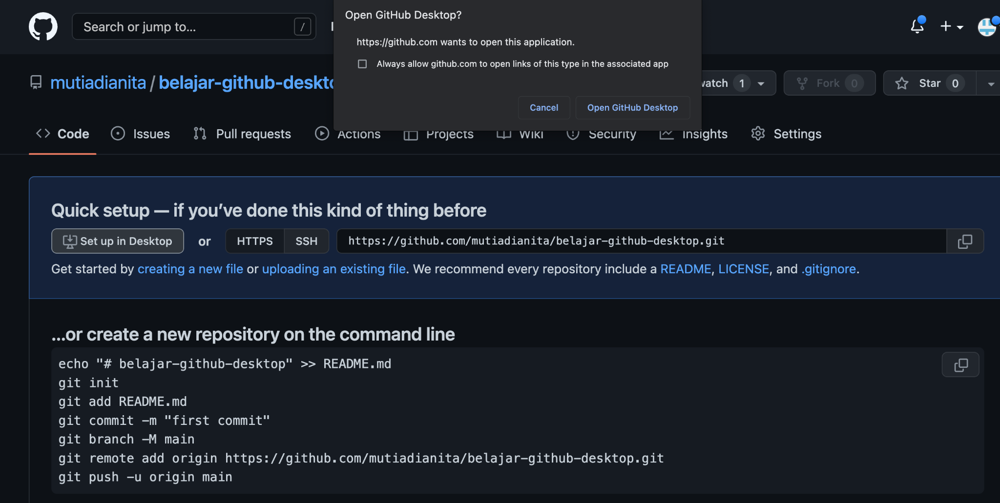 Search or jump to... /
Open GitHub Desktop?
https://github.com wants to open this application.
Always allow github.com to open links of this type in the associated app
Cancel Open GitHub Desktop
mutiadianita / belajar-github-deskto
atch 1 Fork 0 Star 0
Code Issues Pull requests Actions Projects Wiki Security Insights Settings
Quick setup — if you’ve done this kind of thing before
Set up in Desktop or HTTPS SSH https://github.com/mutiadianita/belajar-github-desktop.git
Get started by creating a new file or uploading an existing file. We recommend every repository include a README, LICENSE, and .gitignore.
...or create a new repository on the command line
echo "# belajar-github-desktop" >> README.md
git init
git add README.md
git commit -m "first commit"
git branch -M main
git remote add origin https://github.com/mutiadianita/belajar-github-desktop.git
git push -u origin main